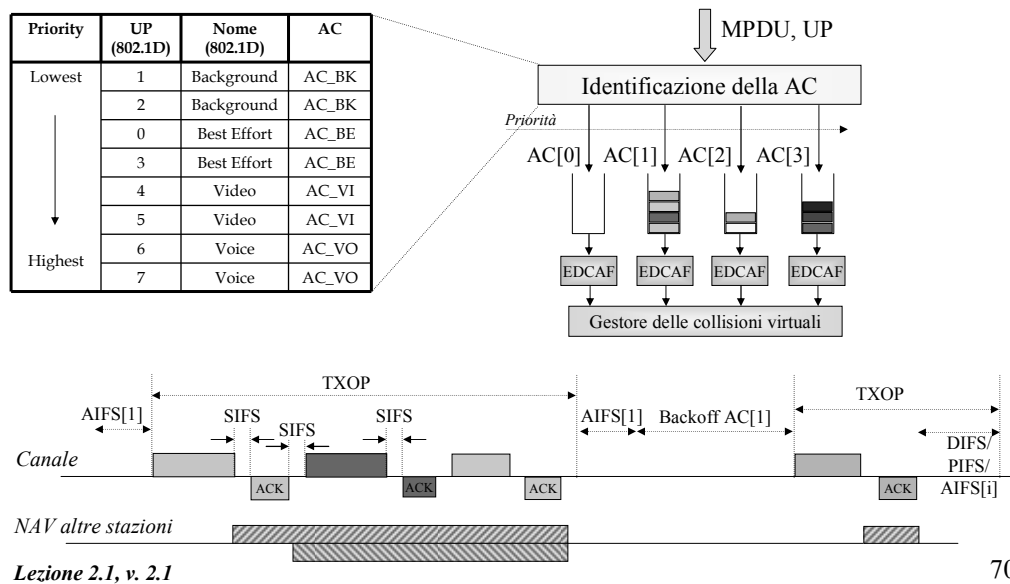 Priority UP (802.1D) Nome (802.1D) AC
Lowest 1 Background AC_BK
2 Background AC_BK
0 Best Effort AC_BE
3 Best Effort AC_BE
4 Video AC_VI
5 Video AC_VI
Highest 6 Voice AC_VO
7 Voice AC_VO
MPDU, UP
Identificazione della AC
Priorità
AC[0] AC[1] AC[2] AC[3]
EDCAF EDCAF EDCAF EDCAF
Gestore delle collisioni virtuali
TXOP TXOP
AIFS[1] SIFS SIFS SIFS AIFS[1] Backoff AC[1]
DIFS/
PIFS/
AIFS[i]
Canale
ACK ACK ACK ACK
NAV altre stazioni
Lezione 2.1, v. 2.1